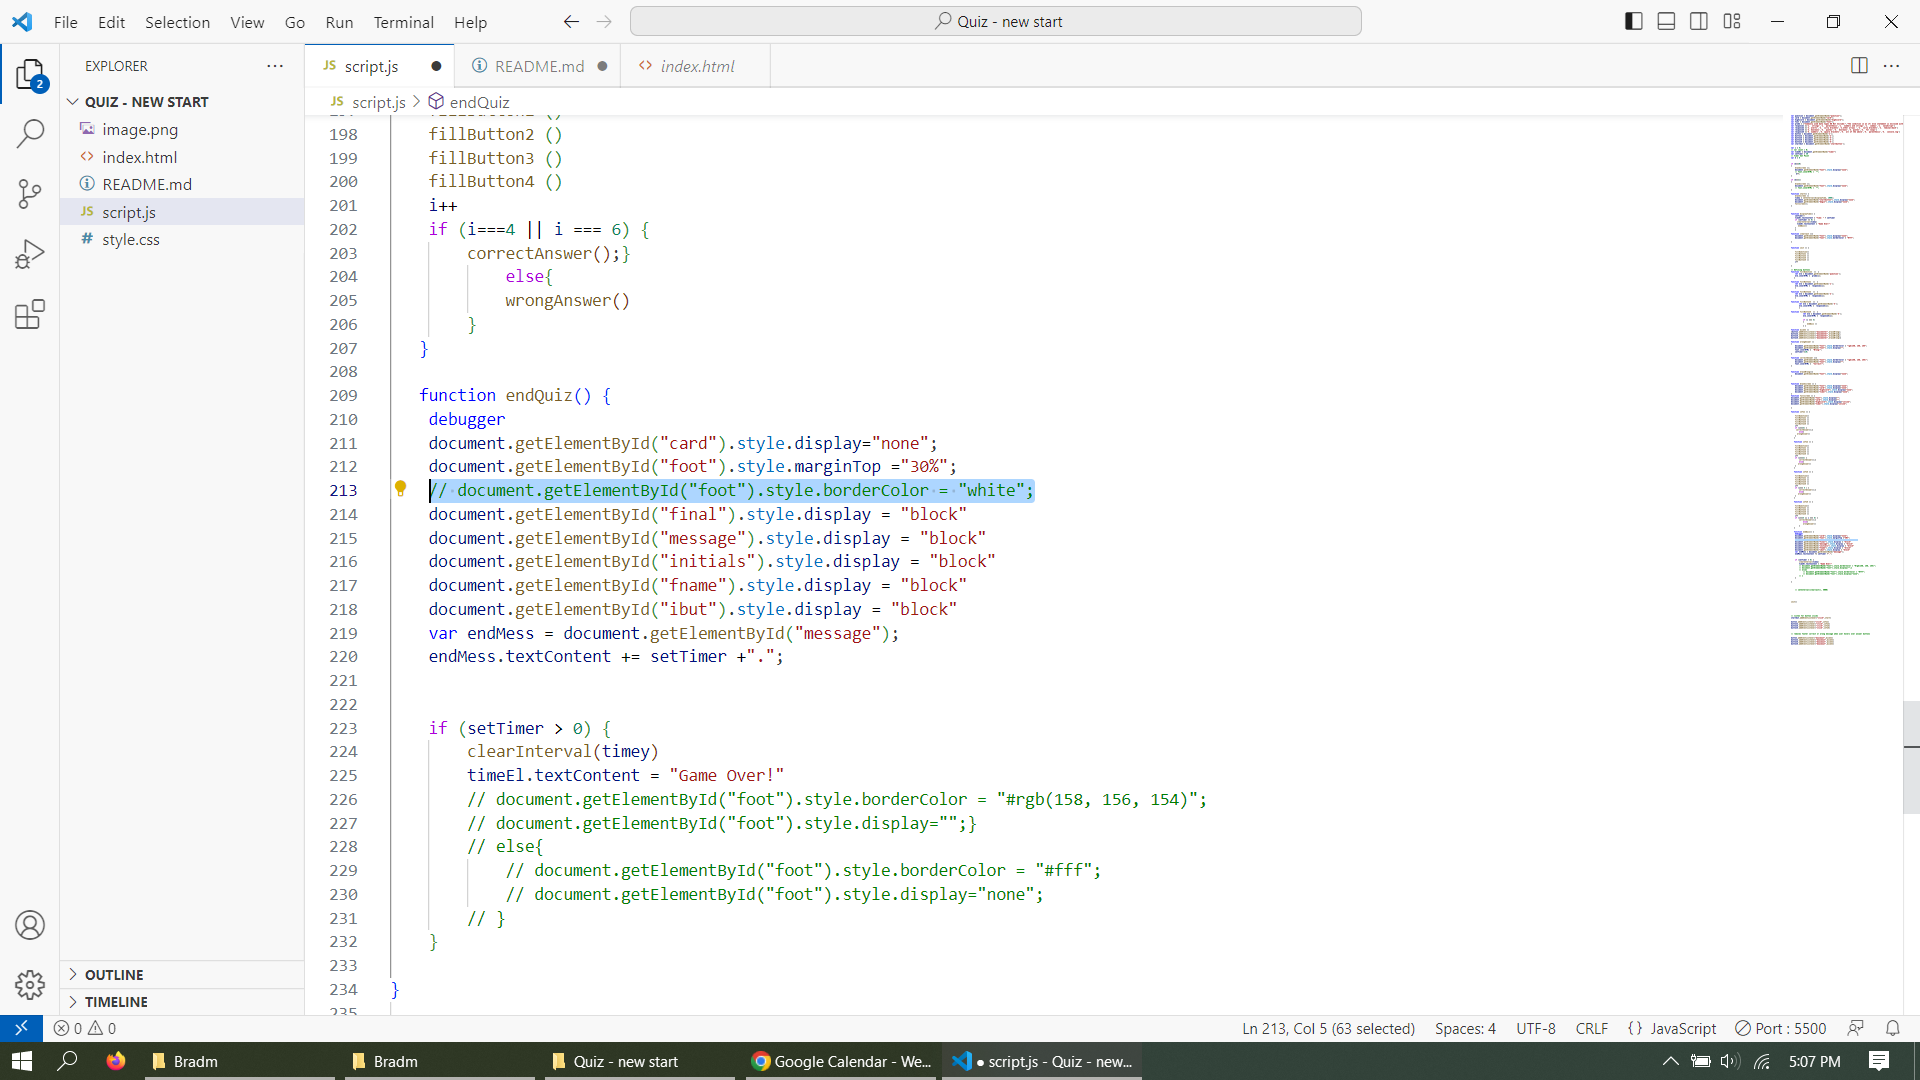 File Edit Selection View Go Run Terminal Help
Quiz - new start
EXPLORER
JS script.js
README.md
index.html
2
QUIZ - NEW START
JS script.js > endQuiz
image.png
index.html
README.md
JS script.js
# style.css
198 fillButton2 ()
199 fillButton3 ()
200 fillButton4 ()
201 i++
202 if (i===4 || i === 6) {
203 correctAnswer();}
204 else{
205 wrongAnswer()
206 }
207 }
208
209 function endQuiz() {
210 debugger
211 document.getElementById("card").style.display="none";
212 document.getElementById("foot").style.marginTop ="30%";
213 // document.getElementById("foot").style.borderColor = "white";
214 document.getElementById("final").style.display = "block"
215 document.getElementById("message").style.display = "block"
216 document.getElementById("initials").style.display = "block"
217 document.getElementById("fname").style.display = "block"
218 document.getElementById("ibut").style.display = "block"
219 var endMess = document.getElementById("message");
220 endMess.textContent += setTimer +".";
221
222
223 if (setTimer > 0) {
224 clearInterval(timey)
225 timeEl.textContent = "Game Over!"
226 // document.getElementById("foot").style.borderColor = "#rgb(158, 156, 154)";
227 // document.getElementById("foot").style.display="";}
228 // else{
229 // document.getElementById("foot").style.borderColor = "#fff";
230 // document.getElementById("foot").style.display="none";
231 // }
232 }
233
234 }
235
OUTLINE
TIMELINE
0 0
Ln 213, Col 5 (63 selected) Spaces: 4 UTF-8 CRLF {} JavaScript Port : 5500
Bradm
Bradm
Quiz - new start
Google Calendar - We...
● script.js - Quiz - new...
5:07 PM